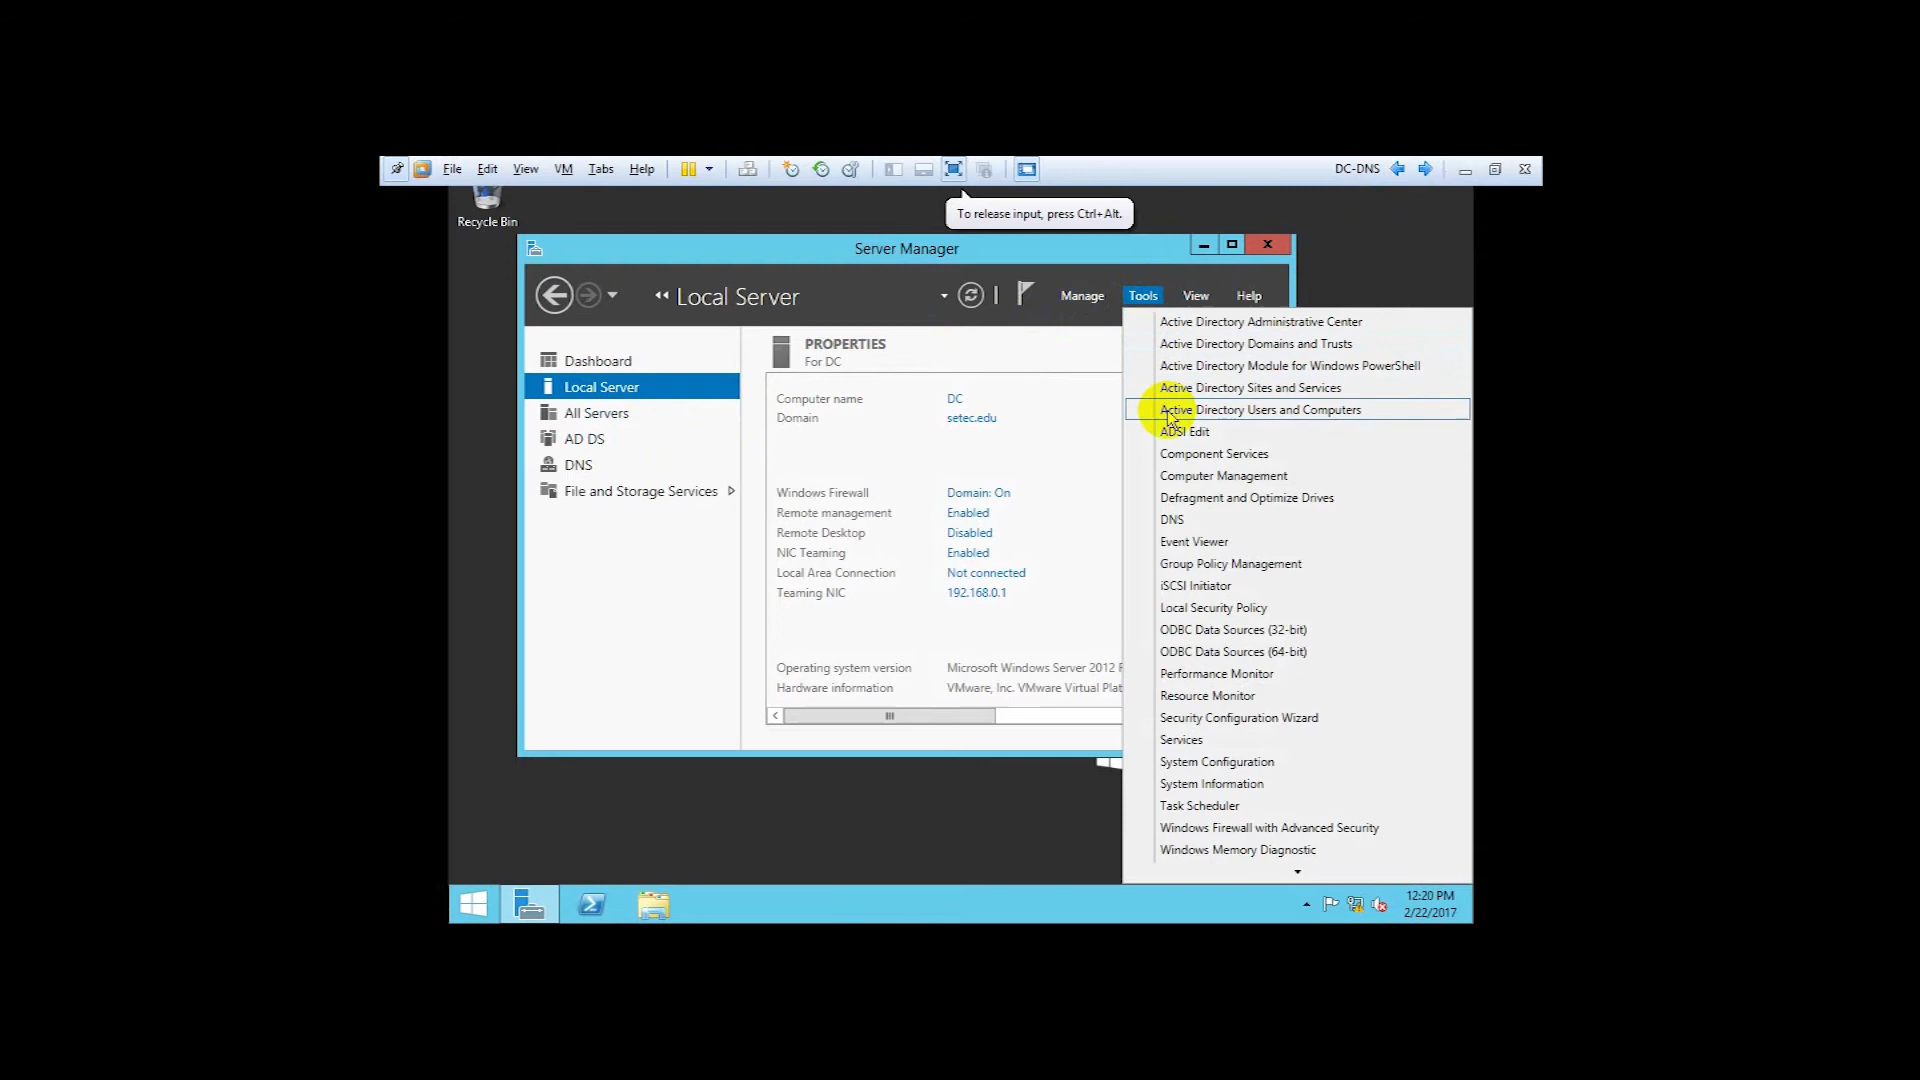 File Edit View VM Tabs Help DC-DNS
Recycle Bin
To release input, press Ctrl+Alt.
Server Manager
Local Server
Manage Tools View Help
Dashboard
Local Server
All Servers
AD DS
DNS
File and Storage Services
PROPERTIES
For DC
Computer name DC
Domain setec.edu
Windows Firewall Domain: On
Remote management Enabled
Remote Desktop Disabled
NIC Teaming Enabled
Local Area Connection Not connected
Teaming NIC 192.168.0.1
Operating system version Microsoft Windows Server 2012
Hardware information VMware, Inc. VMware Virtual
Active Directory Administrative Center
Active Directory Domains and Trusts
Active Directory Module for Windows PowerShell
Active Directory Sites and Services
Active Directory Users and Computers
ADSI Edit
Component Services
Computer Management
Defragment and Optimize Drives
DNS
Event Viewer
Group Policy Management
iSCSI Initiator
Local Security Policy
ODBC Data Sources (32-bit)
ODBC Data Sources (64-bit)
Performance Monitor
Resource Monitor
Security Configuration Wizard
Services
System Configuration
System Information
Task Scheduler
Windows Firewall with Advanced Security
Windows Memory Diagnostic
12:20 PM
2/22/2017